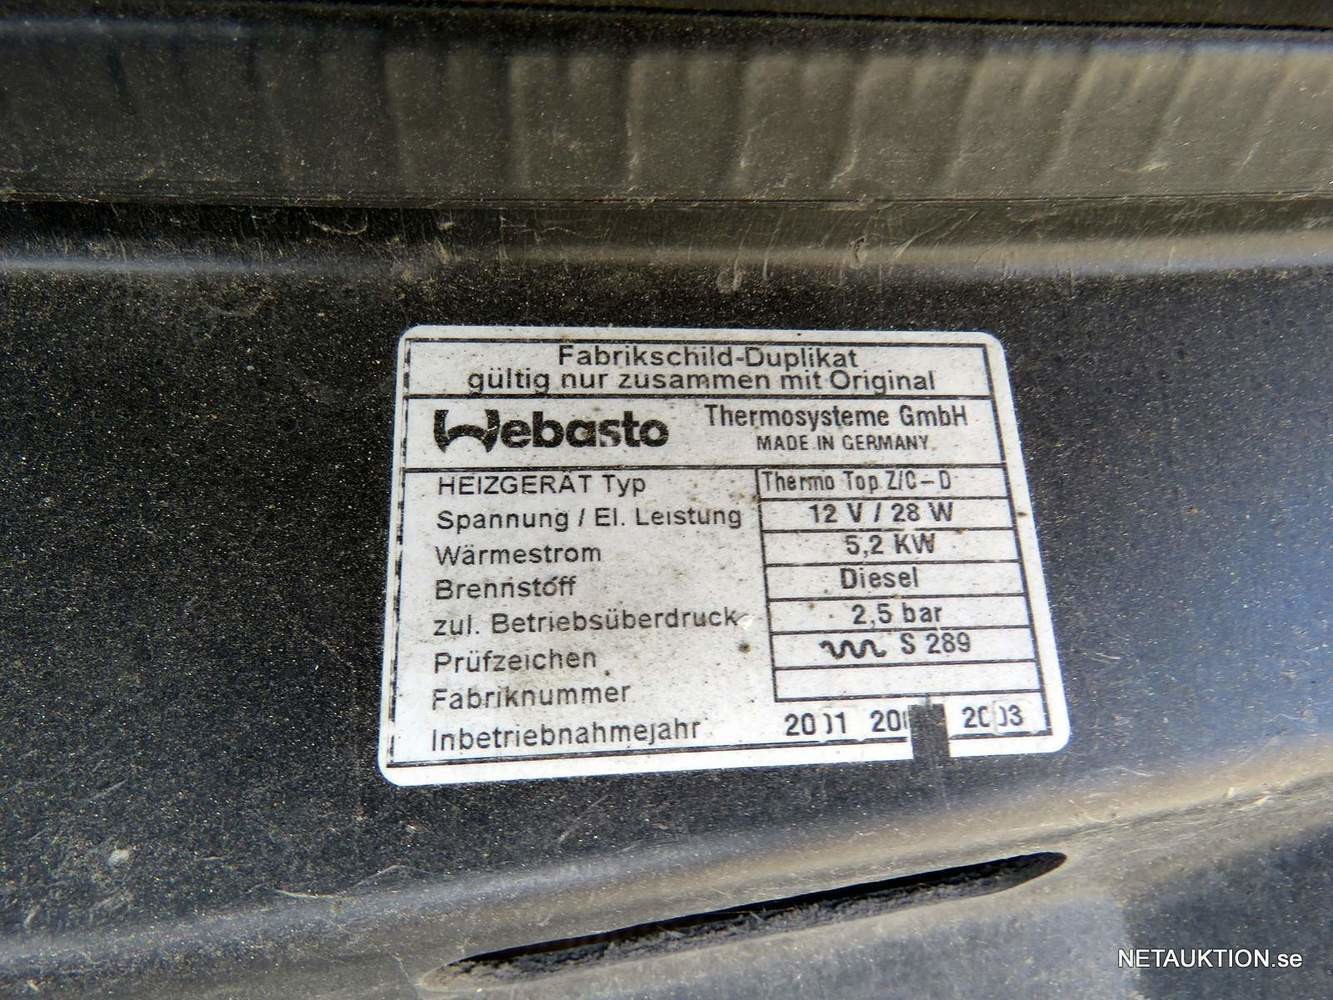 Fabrikschild-Duplikat
gültig nur zusammen mit Original
Webasto Thermosysteme GmbH
MADE IN GERMANY
HEIZGERÄT Typ Thermo Top Z/C-D
Spannung / El. Leistung 12 V / 28 W
Wärmestrom 5,2 KW
Brennstoff Diesel
zul. Betriebsüberdruck 2,5 bar
Prüfzeichen S 289
Fabriknummer
Inbetriebnahmejahr 2001 2003
NETAUKTION.se